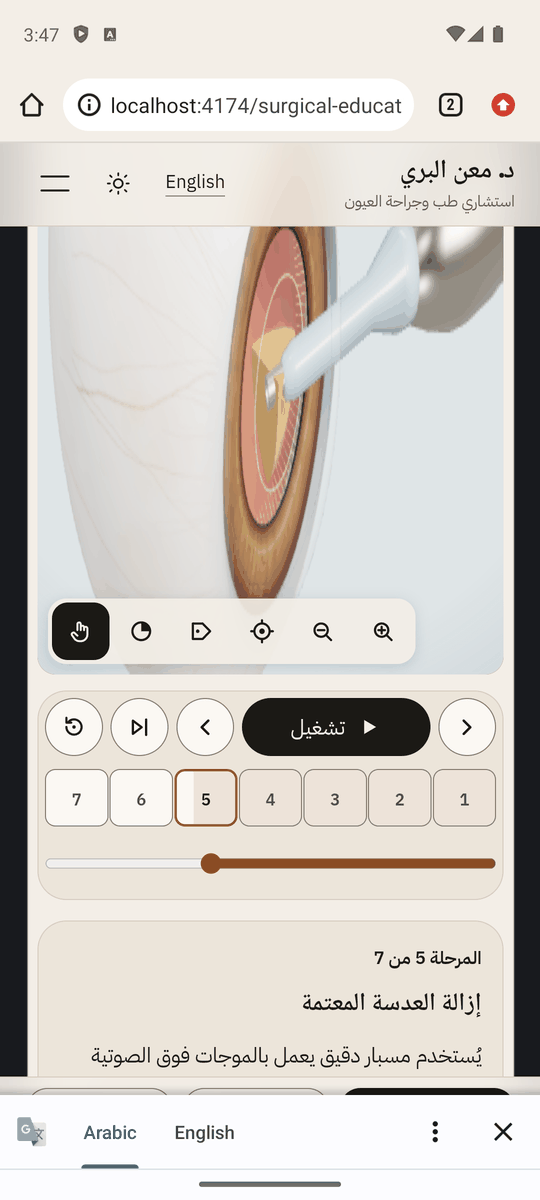 3:47
localhost:4174/surgical-educat
2
د. معن البري
استشاري طب وجراحة العيون
English
تشغيل
1 2 3 4 5 6 7
المرحلة 5 من 7
إزالة العدسة المعتمة
يُستخدم مسبار دقيق يعمل بالموجات فوق الصوتية
Arabic English